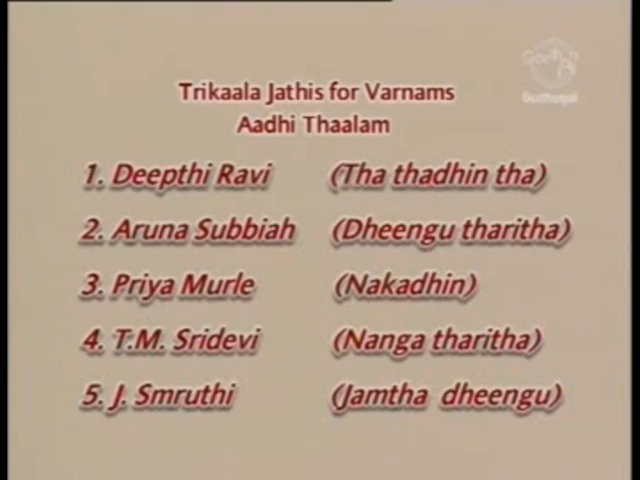 Trikaala Jathis for Varnams
Aadhi Thaalam
1. Deepthi Ravi (Tha thadhin tha)
2. Aruna Subbiah (Dheengu tharitha)
3. Priya Murle (Nakadhin)
4. T.M. Sridevi (Nanga tharitha)
5. J. Smruthi (Jamtha dheengu)